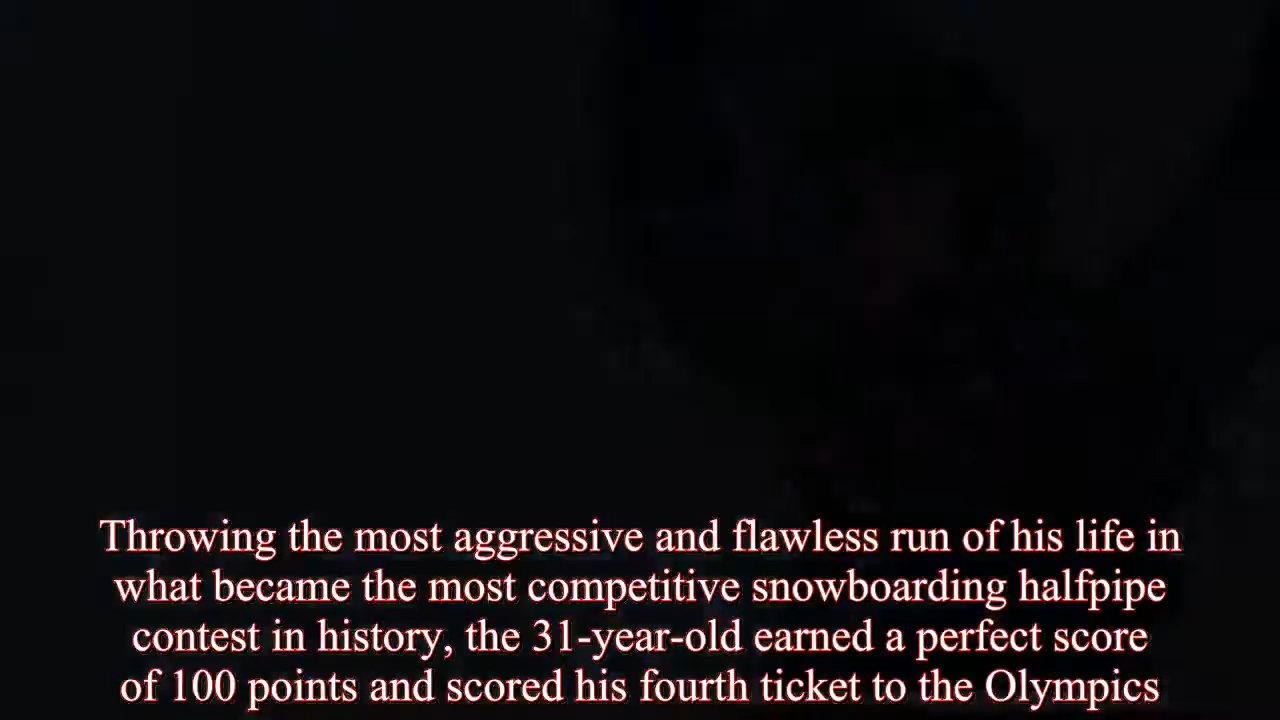 Throwing the most aggressive and flawless run of his life in
what became the most competitive snowboarding halfpipe
contest in history, the 31-year-old earned a perfect score
of 100 points and scored his fourth ticket to the Olympics